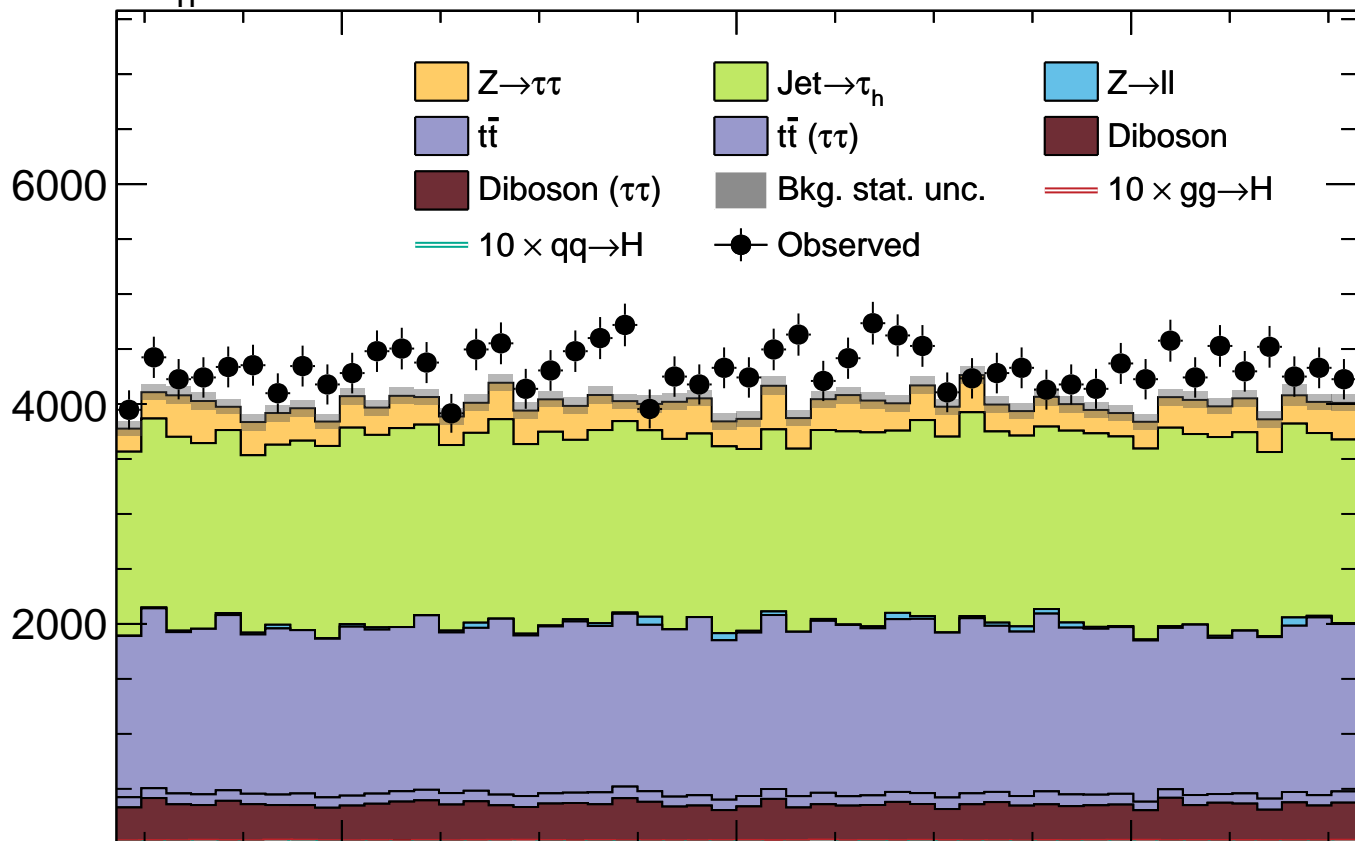 Z→ττ Jet→τh Z→ll
tt̄ tt̄ (ττ) Diboson
6000
Diboson (ττ) Bkg. stat. unc. 10 × gg→H
10 × qq→H Observed
4000
2000